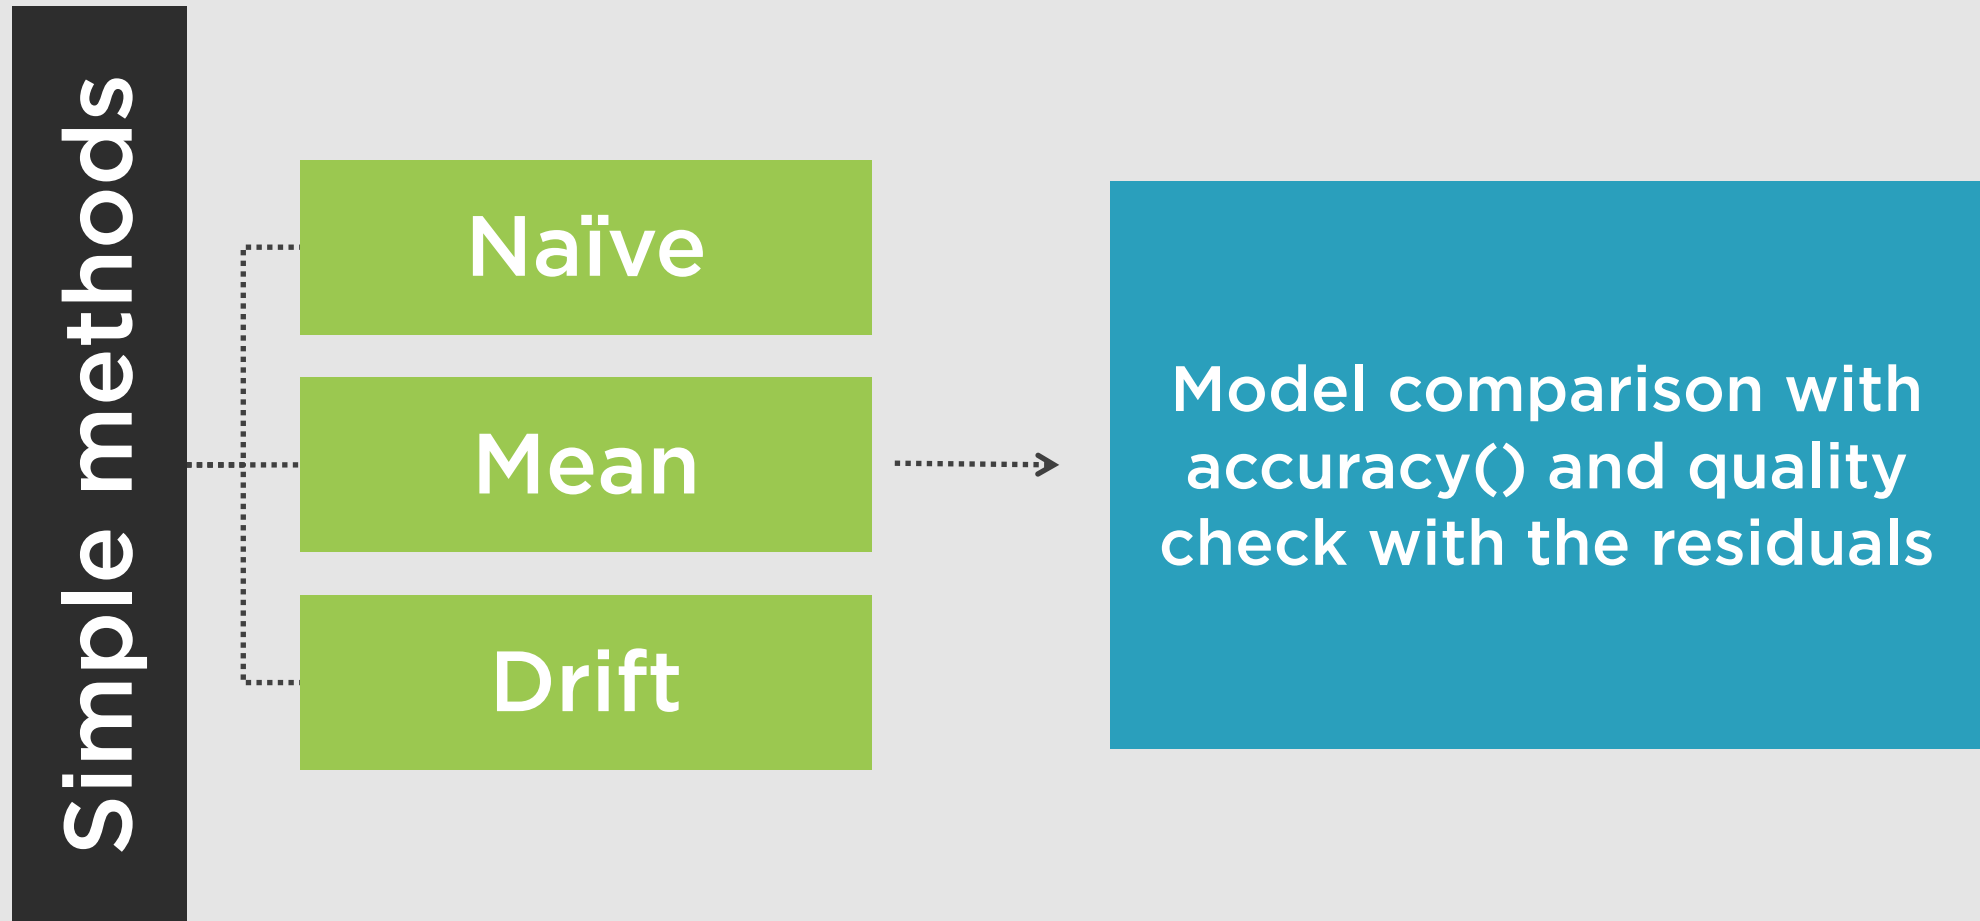 Simple methods
Naïve
Mean
Drift
Model comparison with
accuracy() and quality
check with the residuals